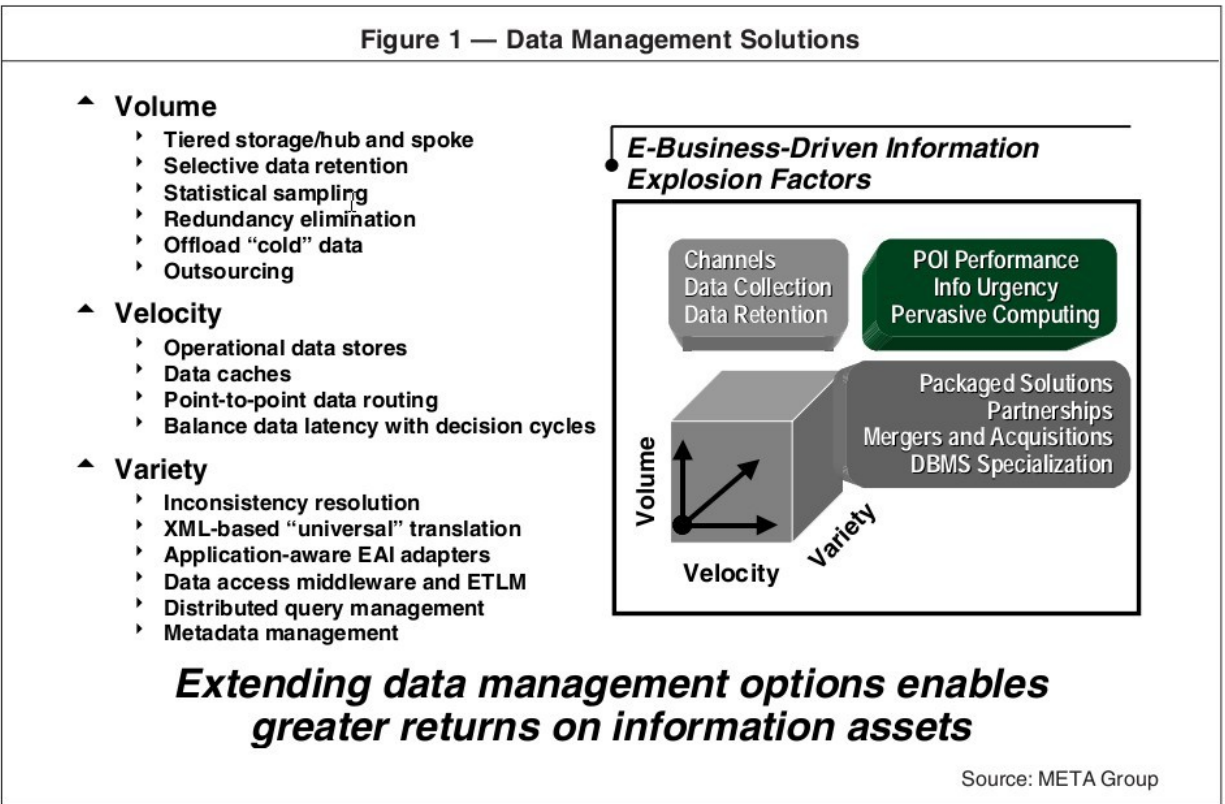 Figure 1 — Data Management Solutions
Volume
Tiered storage/hub and spoke
Selective data retention
Statistical sampling
Redundancy elimination
Offload “cold” data
Outsourcing
Velocity
Operational data stores
Data caches
Point-to-point data routing
Balance data latency with decision cycles
Variety
Inconsistency resolution
XML-based “universal” translation
Application-aware EAI adapters
Data access middleware and ETLM
Distributed query management
Metadata management
E-Business-Driven Information
Explosion Factors
Channels
Data Collection
Data Retention
POI Performance
Info Urgency
Pervasive Computing
Packaged Solutions
Partnerships
Mergers and Acquisitions
DBMS Specialization
Volume
Velocity
Variety
Extending data management options enables
greater returns on information assets
Source: META Group